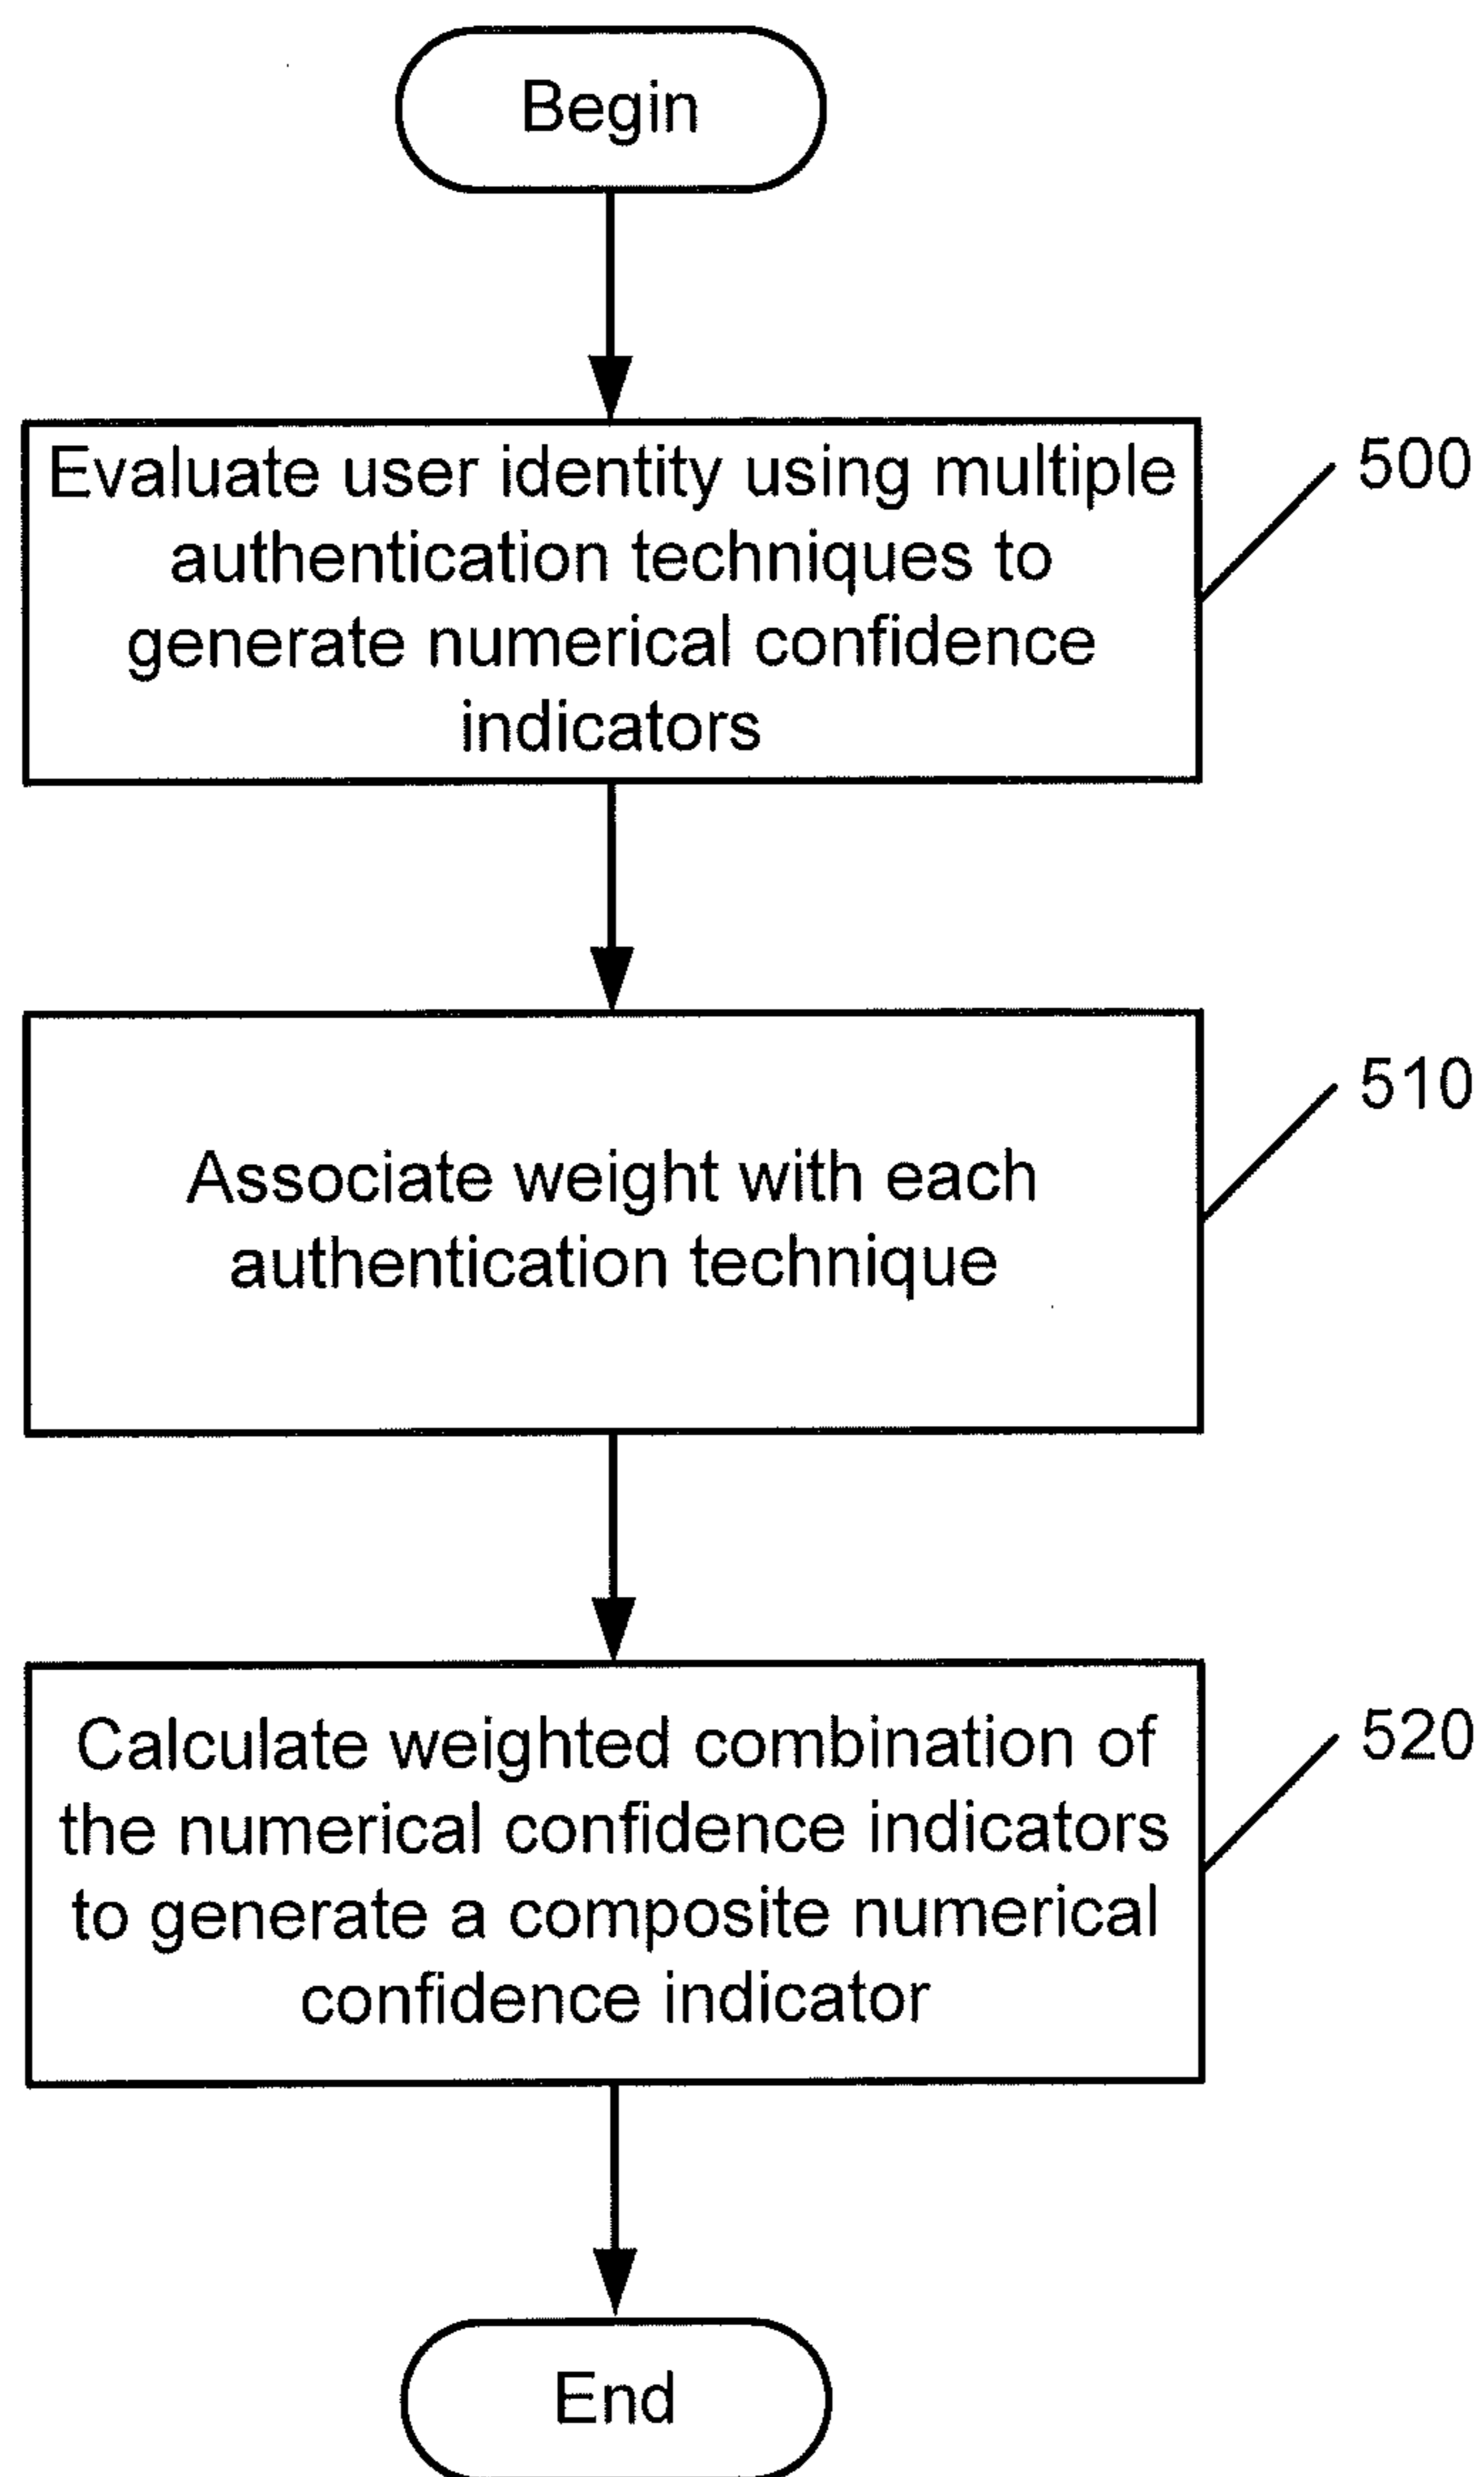 Begin
Evaluate user identity using multiple
authentication techniques to
generate numerical confidence
indicators
500
Associate weight with each
authentication technique
510
Calculate weighted combination of
the numerical confidence indicators
to generate a composite numerical
confidence indicator
520
End